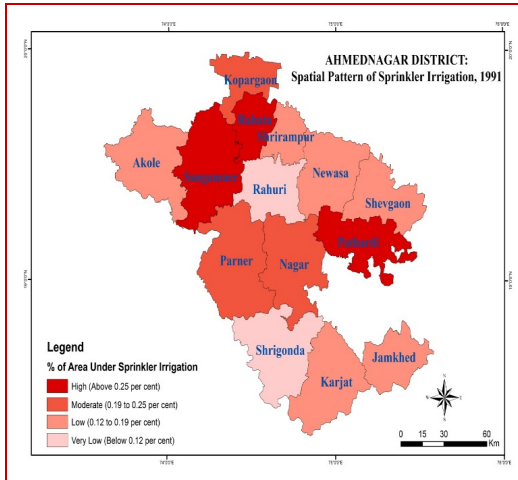 AHMEDNAGAR DISTRICT:
Spatial Pattern of Sprinkler Irrigation, 1991
Kopargaon
Rahata
Shrirampur
Akole
Sangamner
Rahuri
Newasa
Shevgaon
Pathardi
Parner
Nagar
Shrigonda
Karjat
Jamkhed
Legend
% of Area Under Sprinkler Irrigation
High (Above 0.25 per cent)
Moderate (0.19 to 0.25 per cent)
Low (0.12 to 0.19 per cent)
Very Low (Below 0.12 per cent)
N
0 15 30 60
Km